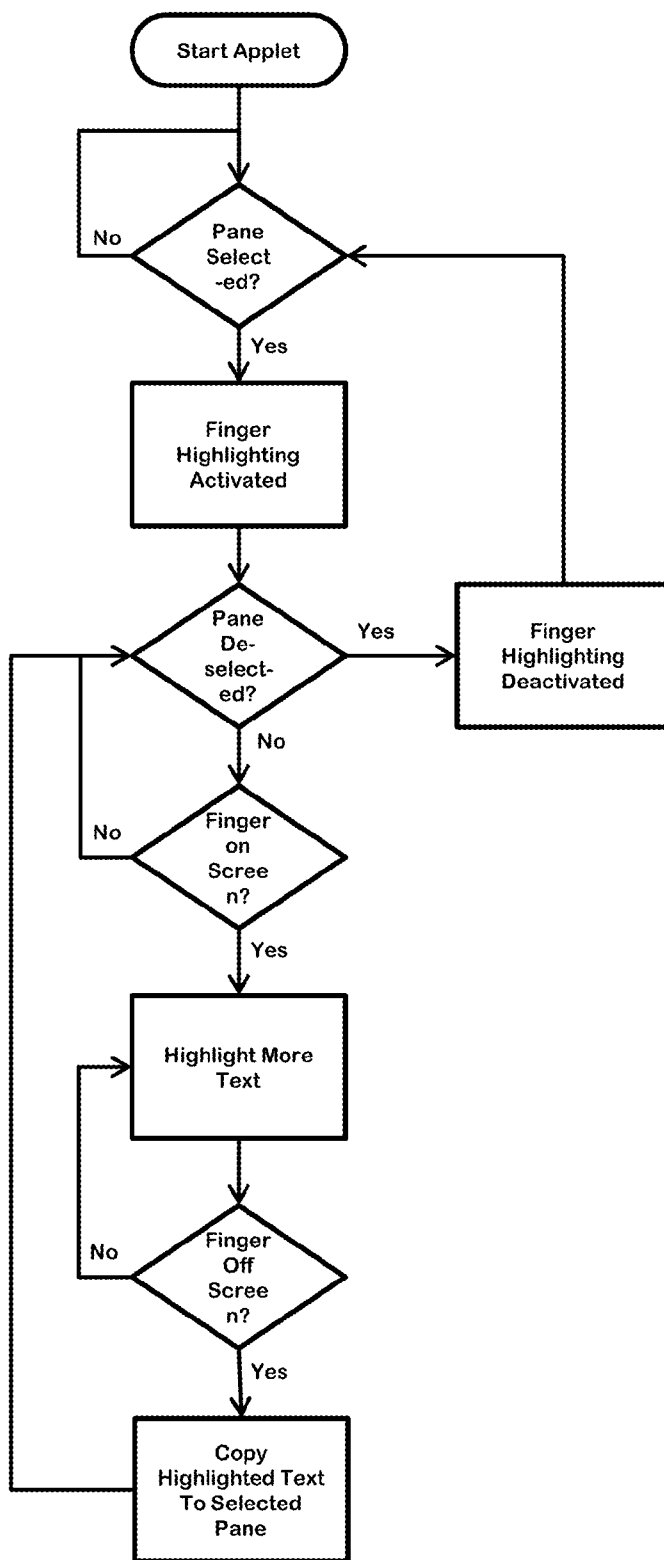 Start Applet
Pane
Select
-ed?
No
Yes
Finger
Highlighting
Activated
Pane
De-
select-
ed?
Yes
Finger
Highlighting
Deactivated
No
Finger
on
Scree
n?
No
Yes
Highlight More
Text
Finger
Off
Scree
n?
No
Yes
Copy
Highlighted Text
To Selected
Pane